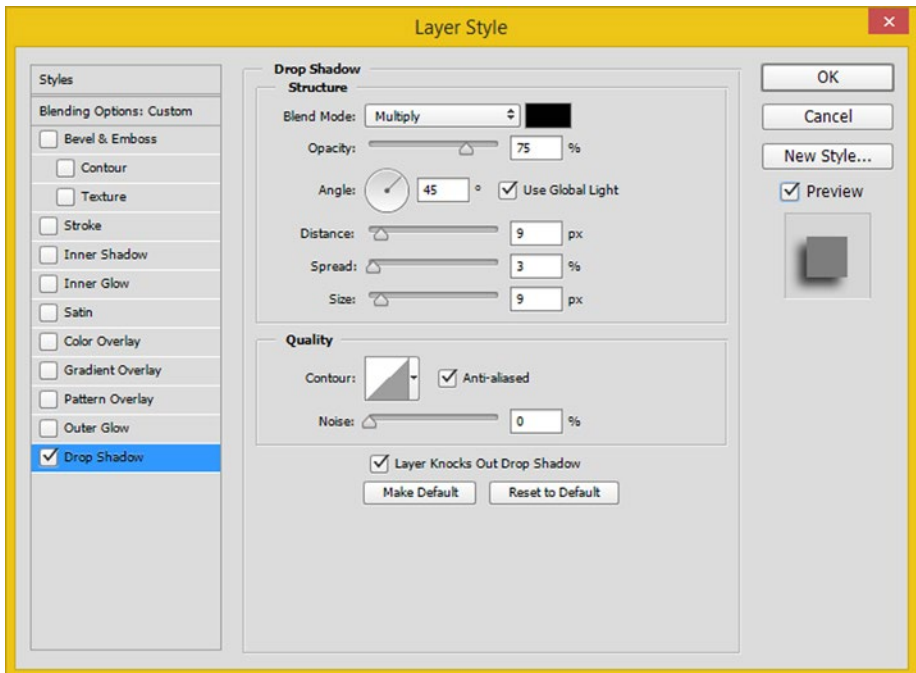 Layer Style
Styles
Blending Options: Custom
Bevel & Emboss
Contour
Texture
Stroke
Inner Shadow
Inner Glow
Satin
Color Overlay
Gradient Overlay
Pattern Overlay
Outer Glow
Drop Shadow
Drop Shadow
Structure
Blend Mode: Multiply
Opacity: 75 %
Angle: 45 ° Use Global Light
Distance: 9 px
Spread: 3 %
Size: 9 px
Quality
Contour: Anti-aliased
Noise: 0 %
Layer Knocks Out Drop Shadow
Make Default Reset to Default
OK
Cancel
New Style...
Preview